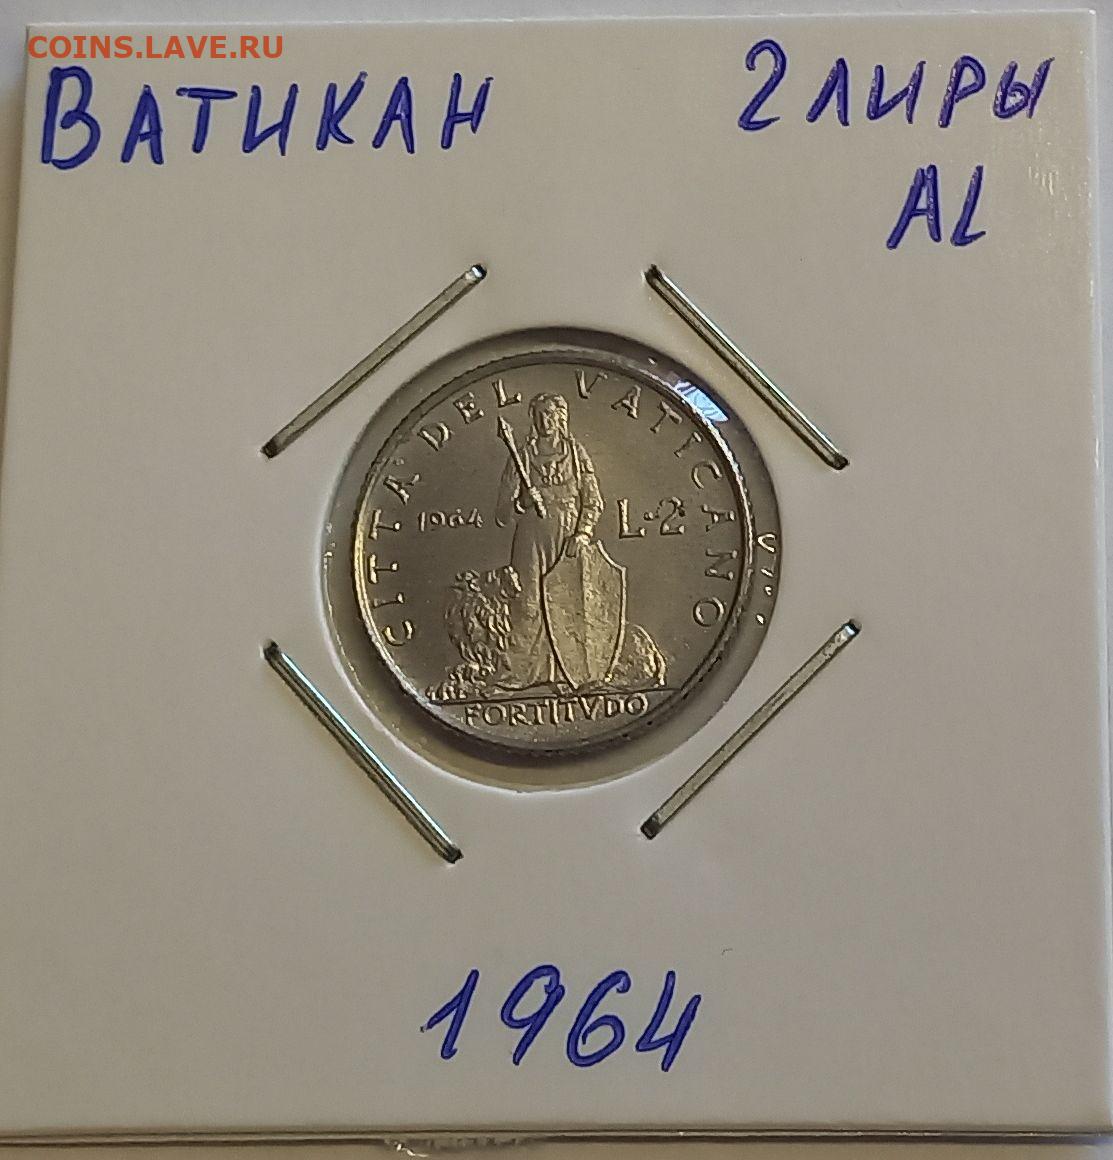 COINS.LAVE.RU
ВАТИКАН
2 ЛИРЫ
AL
CITTA' DEL VATICANO
1964
L·2
FORTITVDO
1964